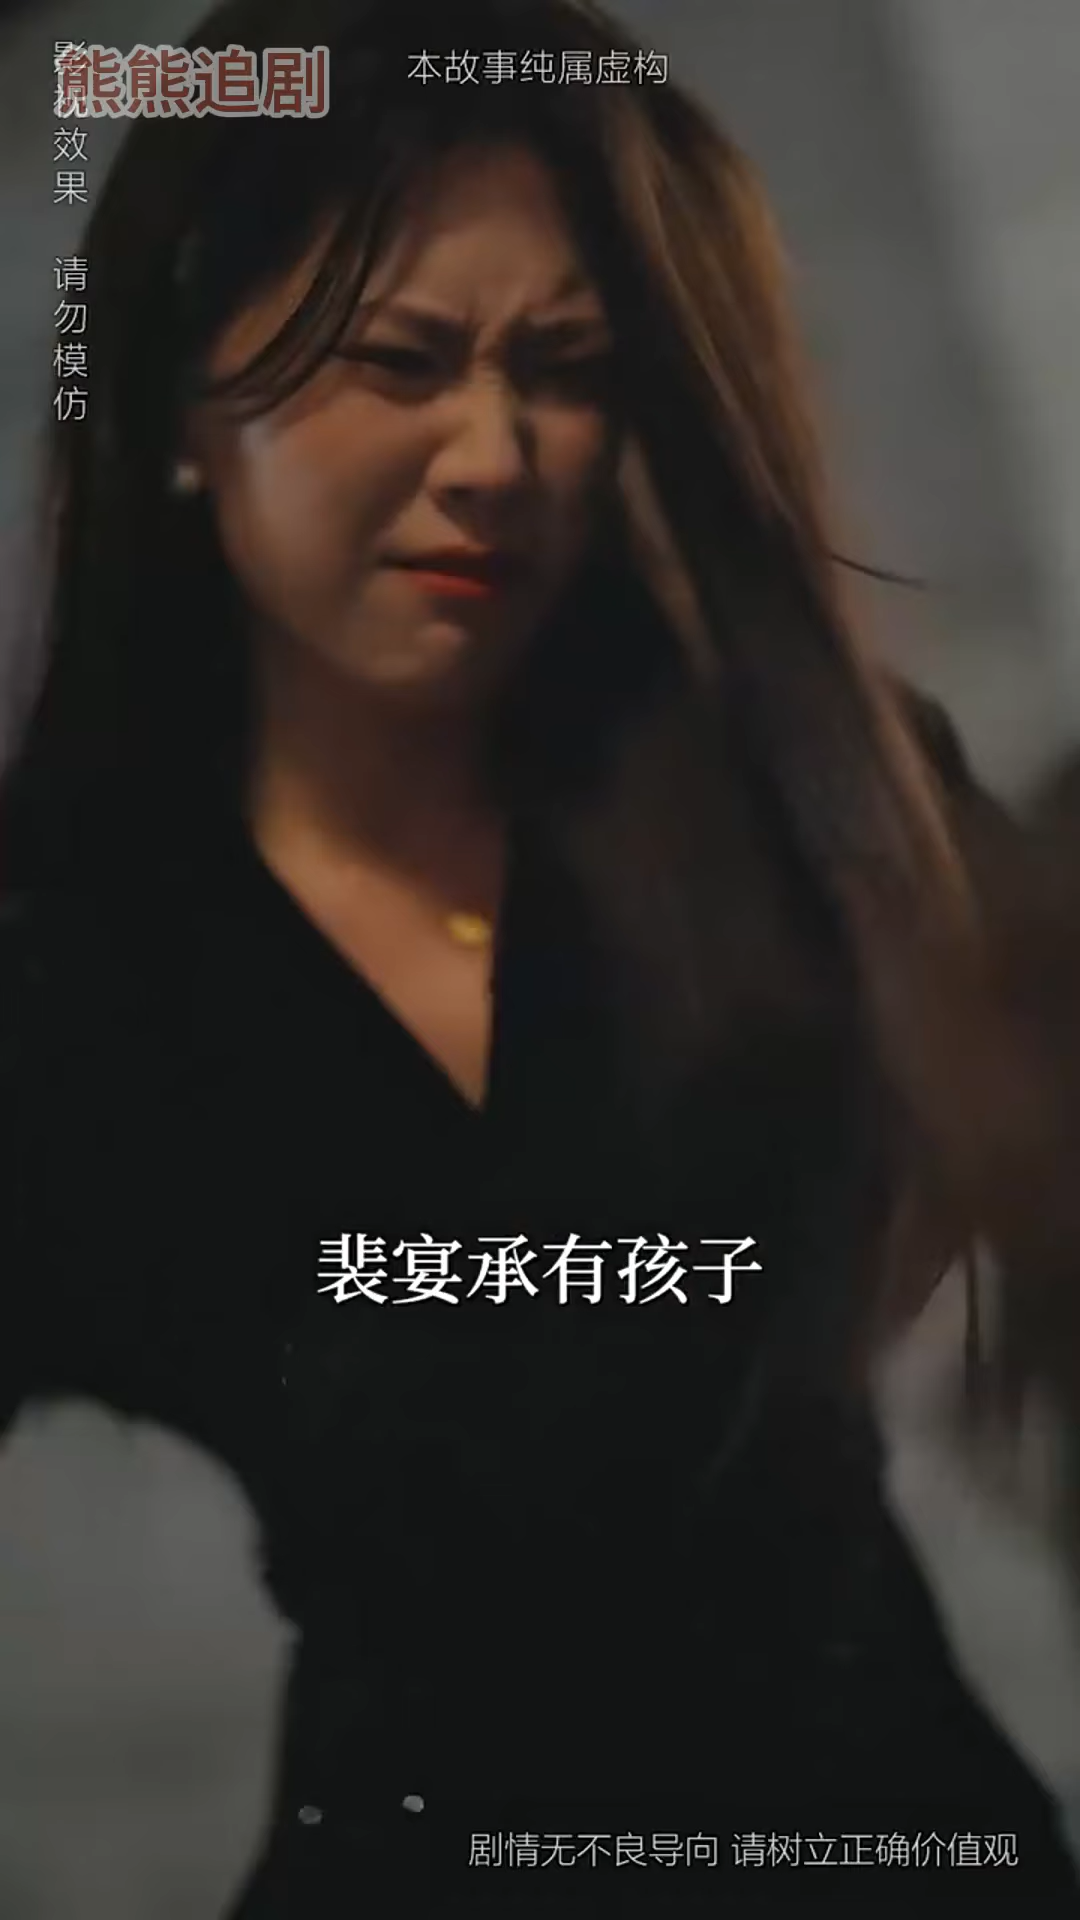 熊熊追剧
本故事纯属虚构
影视效果 请勿模仿
裴宴承有孩子
剧情无不良导向 请树立正确价值观